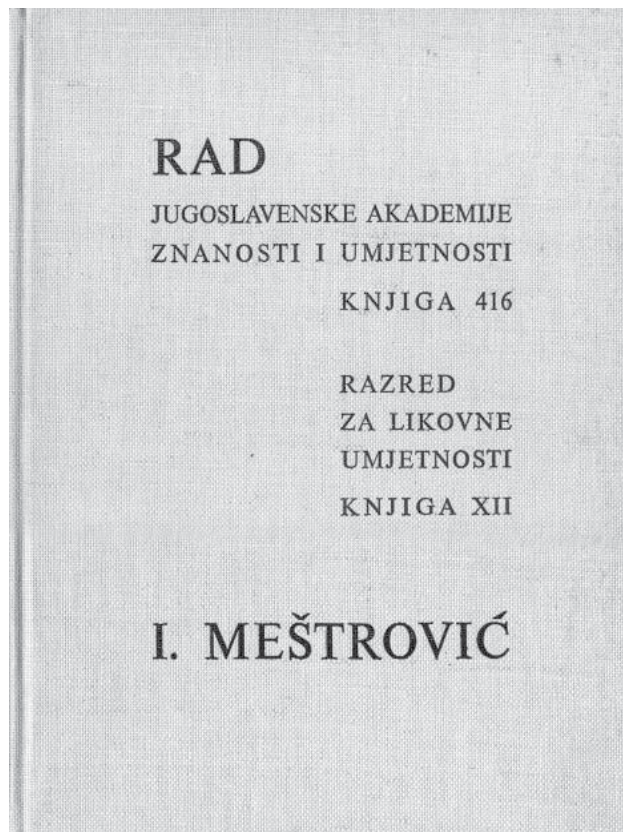 RAD
JUGOSLAVENSKE AKADEMIJE
ZNANOSTI I UMJETNOSTI
KNJIGA 416
RAZRED
ZA LIKOVNE
UMJETNOSTI
KNJIGA XII
I. MEŠTROVIĆ